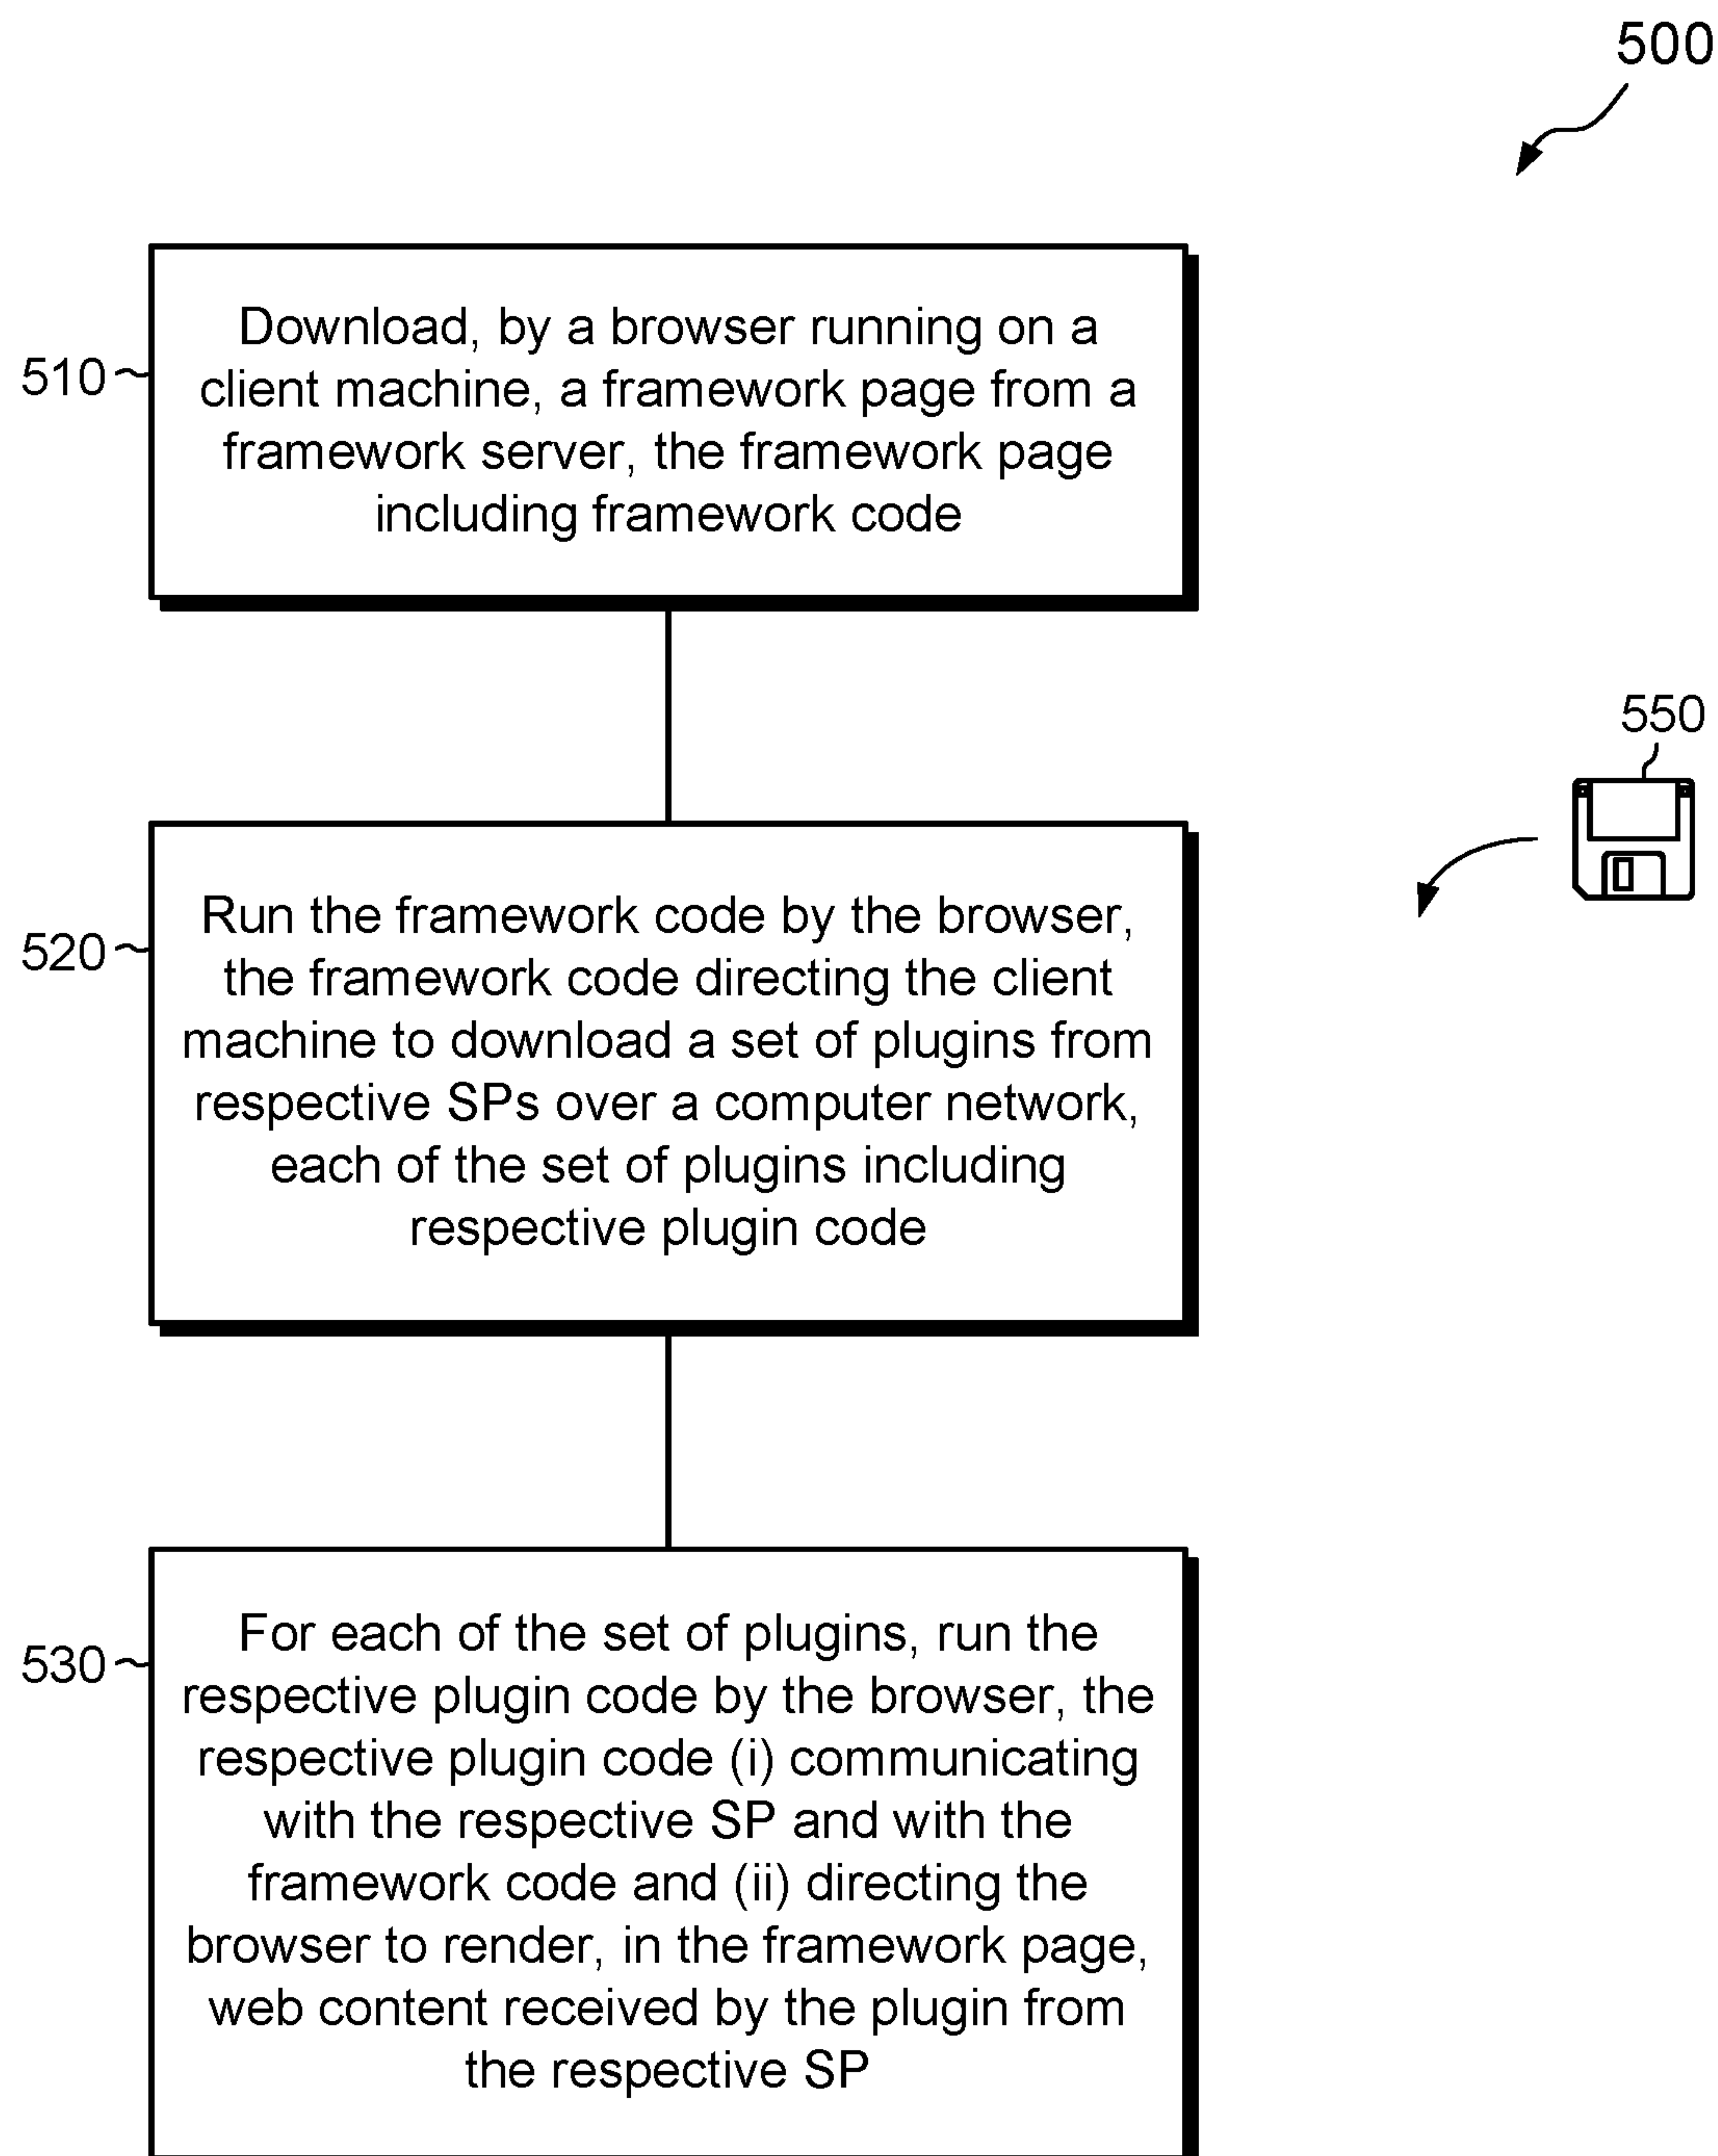 500
510
Download, by a browser running on a
client machine, a framework page from a
framework server, the framework page
including framework code
550
520
Run the framework code by the browser,
the framework code directing the client
machine to download a set of plugins from
respective SPs over a computer network,
each of the set of plugins including
respective plugin code
530
For each of the set of plugins, run the
respective plugin code by the browser, the
respective plugin code (i) communicating
with the respective SP and with the
framework code and (ii) directing the
browser to render, in the framework page,
web content received by the plugin from
the respective SP